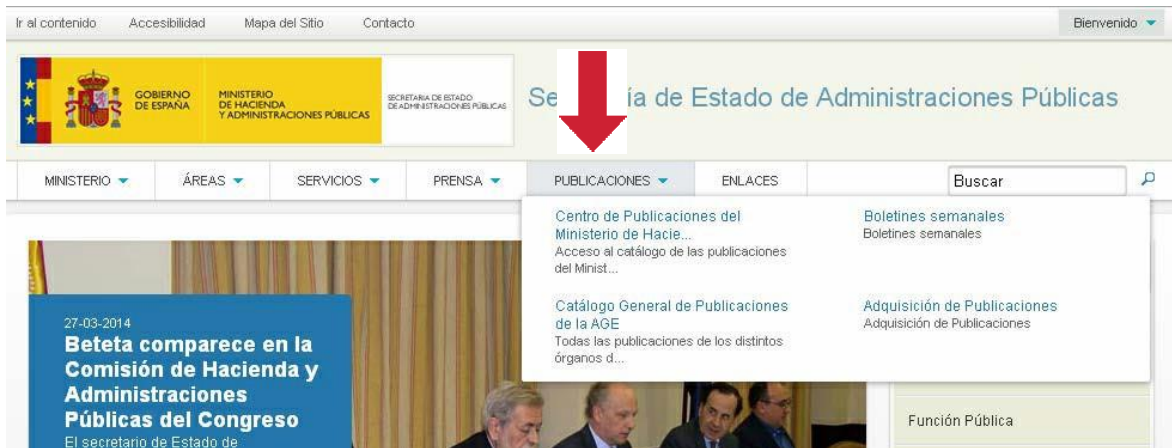 Ir al contenido Accesibilidad Mapa del Sitio Contacto Bienvenido
GOBIERNO
DE ESPAÑA
MINISTERIO
DE HACIENDA
Y ADMINISTRACIONES PÚBLICAS
SECRETARIA DE ESTADO
DE ADMINISTRACIONES PÚBLICAS
Se ía de Estado de Administraciones Públicas
MINISTERIO ÁREAS SERVICIOS PRENSA PUBLICACIONES ENLACES Buscar
Centro de Publicaciones del
Ministerio de Hacie...
Acceso al catálogo de las publicaciones
del Minist...
Boletines semanales
Boletines semanales
Catálogo General de Publicaciones
de la AGE
Todas las publicaciones de los distintos
órganos d...
Adquisición de Publicaciones
Adquisición de Publicaciones
27-03-2014
Beteta comparece en la
Comisión de Hacienda y
Administraciones
Públicas del Congreso
El secretario de Estado de
Función Pública